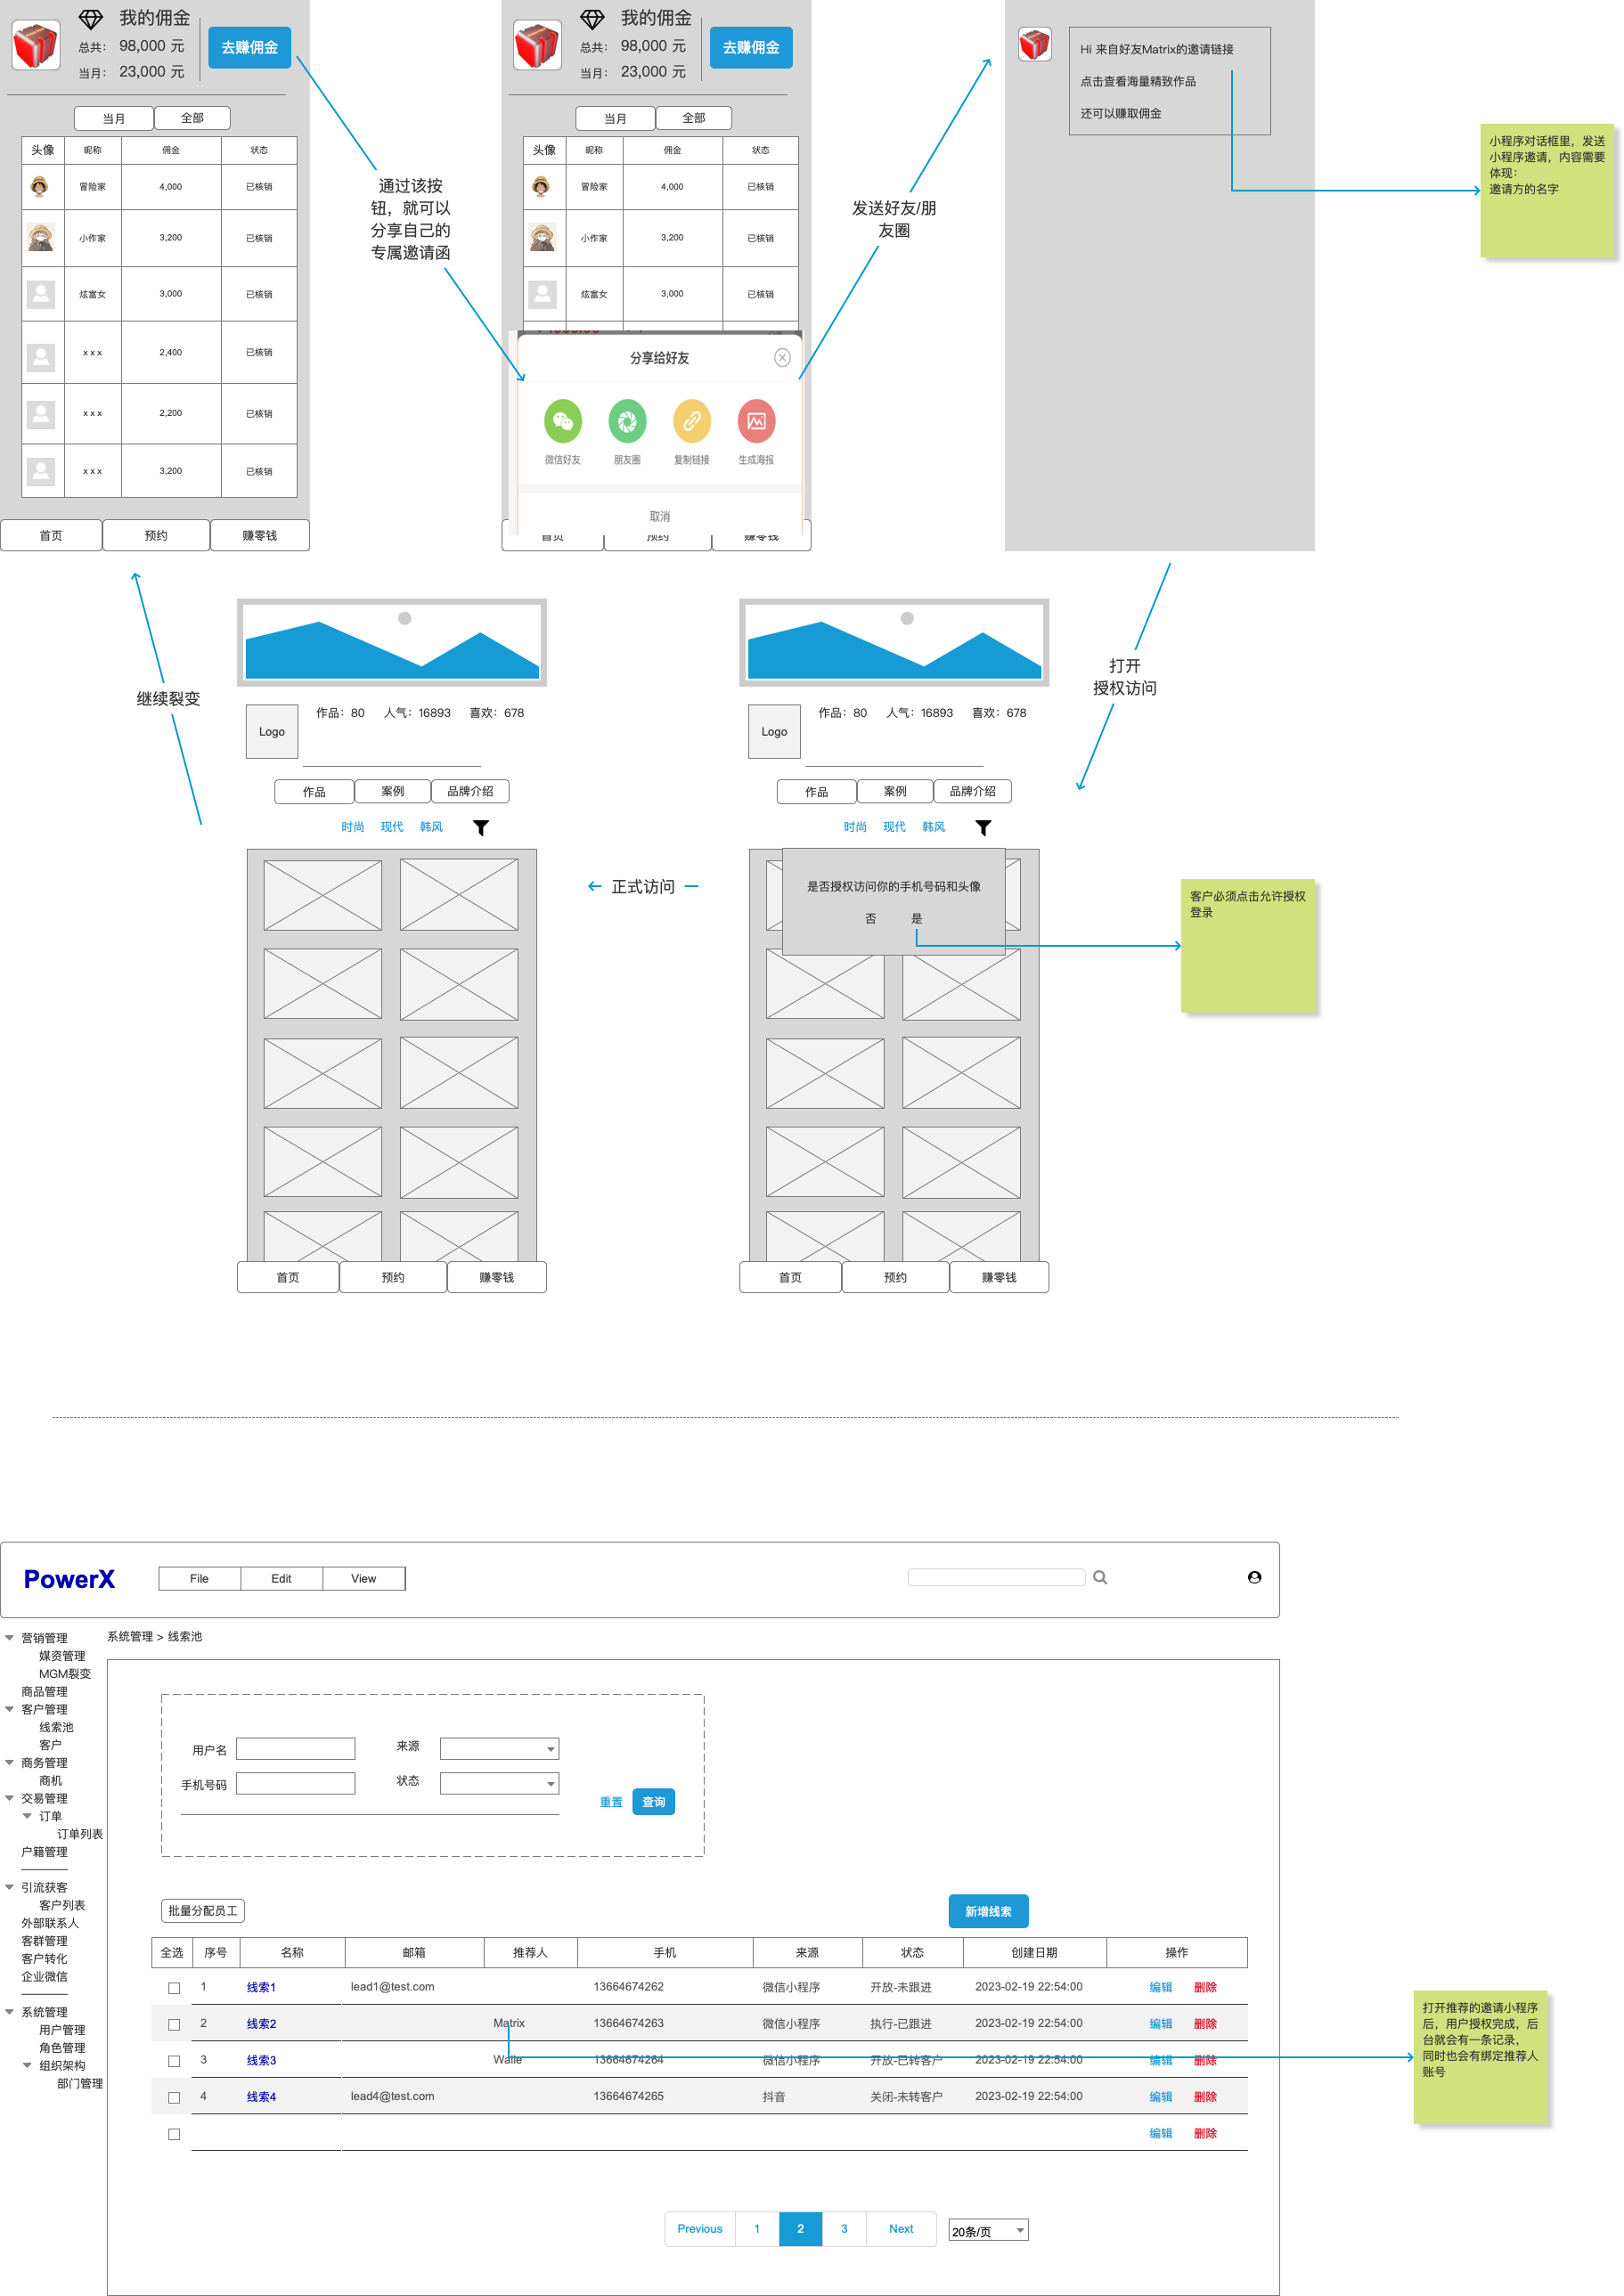 我的佣金
总共： 98,000 元
当月： 23,000 元
去赚佣金
当月 全部
头像 昵称 佣金 状态
冒险家 4,000 已核销
小作家 3,200 已核销
炫富女 3,000 已核销
x x x 2,400 已核销
x x x 2,200 已核销
x x x 3,200 已核销
首页 预约 赚零钱
通过该按
钮，就可以
分享自己的
专属邀请函
我的佣金
总共： 98,000 元
当月： 23,000 元
去赚佣金
当月 全部
头像 昵称 佣金 状态
冒险家 4,000 已核销
小作家 3,200 已核销
炫富女 3,000 已核销
分享给好友
微信好友 朋友圈 复制链接 生成海报
取消
首页 预约 赚零钱
发送好友/朋
友圈
Hi 来自好友Matrix的邀请链接
点击查看海量精致作品
还可以赚取佣金
小程序对话框里，发送
小程序邀请，内容需要
体现：
邀请方的名字
继续裂变
Logo
作品：80 人气：16893 喜欢：678
作品 案例 品牌介绍
时尚 现代 韩风
首页 预约 赚零钱
正式访问
打开
授权访问
Logo
作品：80 人气：16893 喜欢：678
作品 案例 品牌介绍
时尚 现代 韩风
是否授权访问你的手机号码和头像
否 是
首页 预约 赚零钱
客户必须点击允许授权
登录
PowerX
File Edit View
营销管理
媒资管理
MGM裂变
商品管理
客户管理
线索池
客户
商务管理
商机
交易管理
订单
订单列表
户籍管理
引流获客
客户列表
外部联系人
客群管理
客户转化
企业微信
系统管理
用户管理
角色管理
组织架构
部门管理
系统管理 > 线索池
用户名 来源
手机号码 状态
重置 查询
批量分配员工 新增线索
全选 序号 名称 邮箱 推荐人 手机 来源 状态 创建日期 操作
1 线索1 lead1@test.com 13664674262 微信小程序 开放-未跟进 2023-02-19 22:54:00 编辑 删除
2 线索2 Matrix 13664674263 微信小程序 执行-已跟进 2023-02-19 22:54:00 编辑 删除
3 线索3 Walle 13664674264 微信小程序 开放-已转客户 2023-02-19 22:54:00 编辑 删除
4 线索4 lead4@test.com 13664674265 抖音 关闭-未转客户 2023-02-19 22:54:00 编辑 删除
编辑 删除
Previous 1 2 3 Next 20条/页
打开推荐的邀请小程序
后，用户授权完成，后
台就会有一条记录，
同时也会有绑定推荐人
账号